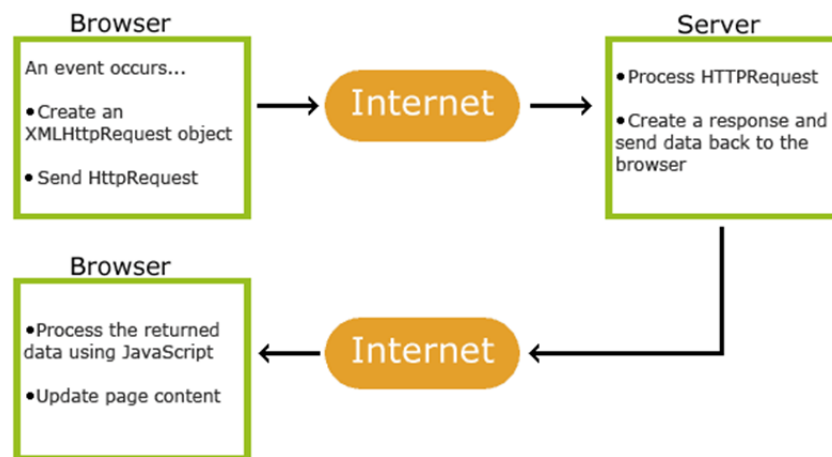 Browser
An event occurs...
•Create an
XMLHttpRequest object
•Send HttpRequest
Internet
Server
•Process HTTPRequest
•Create a response and
send data back to the
browser
Browser
•Process the returned
data using JavaScript
•Update page content
Internet